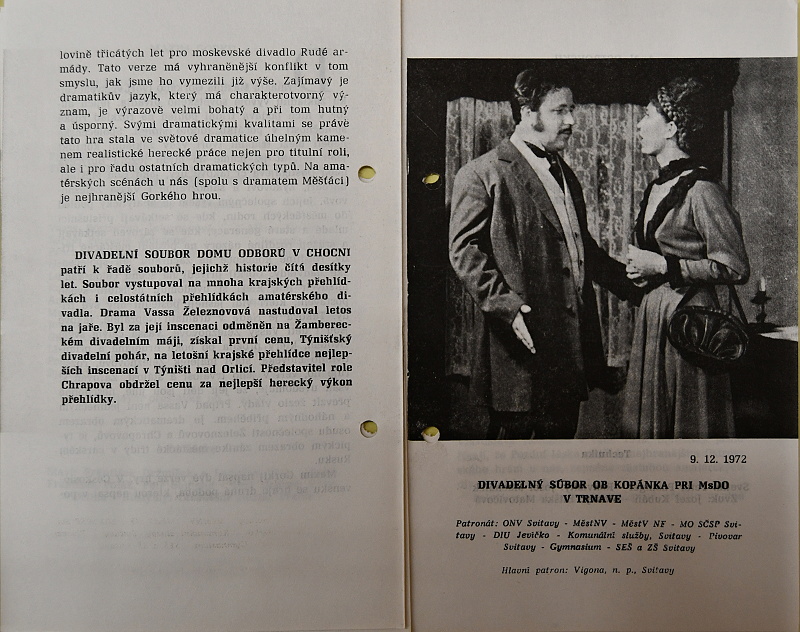 lovině třicátých let pro moskevské divadlo Rudé ar-
mády. Tato verze má vyhraněnější konflikt v tom
smyslu, jak jsme ho vymezili již výše. Zajímavý je
dramatikův jazyk, který má charakterotvorný vý-
znam, je výrazově velmi bohatý a při tom hutný
a úsporný. Svými dramatickými kvalitami se právě
tato hra stala ve světové dramatice úhelným kame-
nem realistické herecké práce nejen pro titulní roli,
ale i pro řadu ostatních dramatických typů. Na ama-
térských scénách u nás (spolu s dramatem Měšťáci)
je nejhranější Gorkého hrou.
DIVADELNÍ SOUBOR DOMU ODBORŮ V CHOCNI
patří k řadě souborů, jejichž historie čítá desítky
let. Soubor vystupoval na mnoha krajských přehlíd-
kách i celostátních přehlídkách amatérského di-
vadla. Drama Vassa Železnovová nastudoval letos
na jaře. Byl za její inscenaci odměněn na Žamberec-
kém divadelním máji, získal první cenu, Týnišťský
divadelní pohár, na letošní krajské přehlídce nejlep-
ších inscenací v Týništi nad Orlicí. Představitel role
Chrapova obdržel cenu za nejlepší herecký výkon
přehlídky.
9. 12. 1972
DIVADELNÝ SÚBOR OB KOPÁNKA PRI MsDO
V TRNAVE
Patronát: ONV Svitavy - MěstNV - MěstV NF - MO SČSP Svi-
tavy - DIU Jevíčko - Komunální služby, Svitavy - Pivovar
Svitavy - Gymnasium - SEŠ a ZŠ Svitavy
Hlavní patron: Vigona, n. p., Svitavy